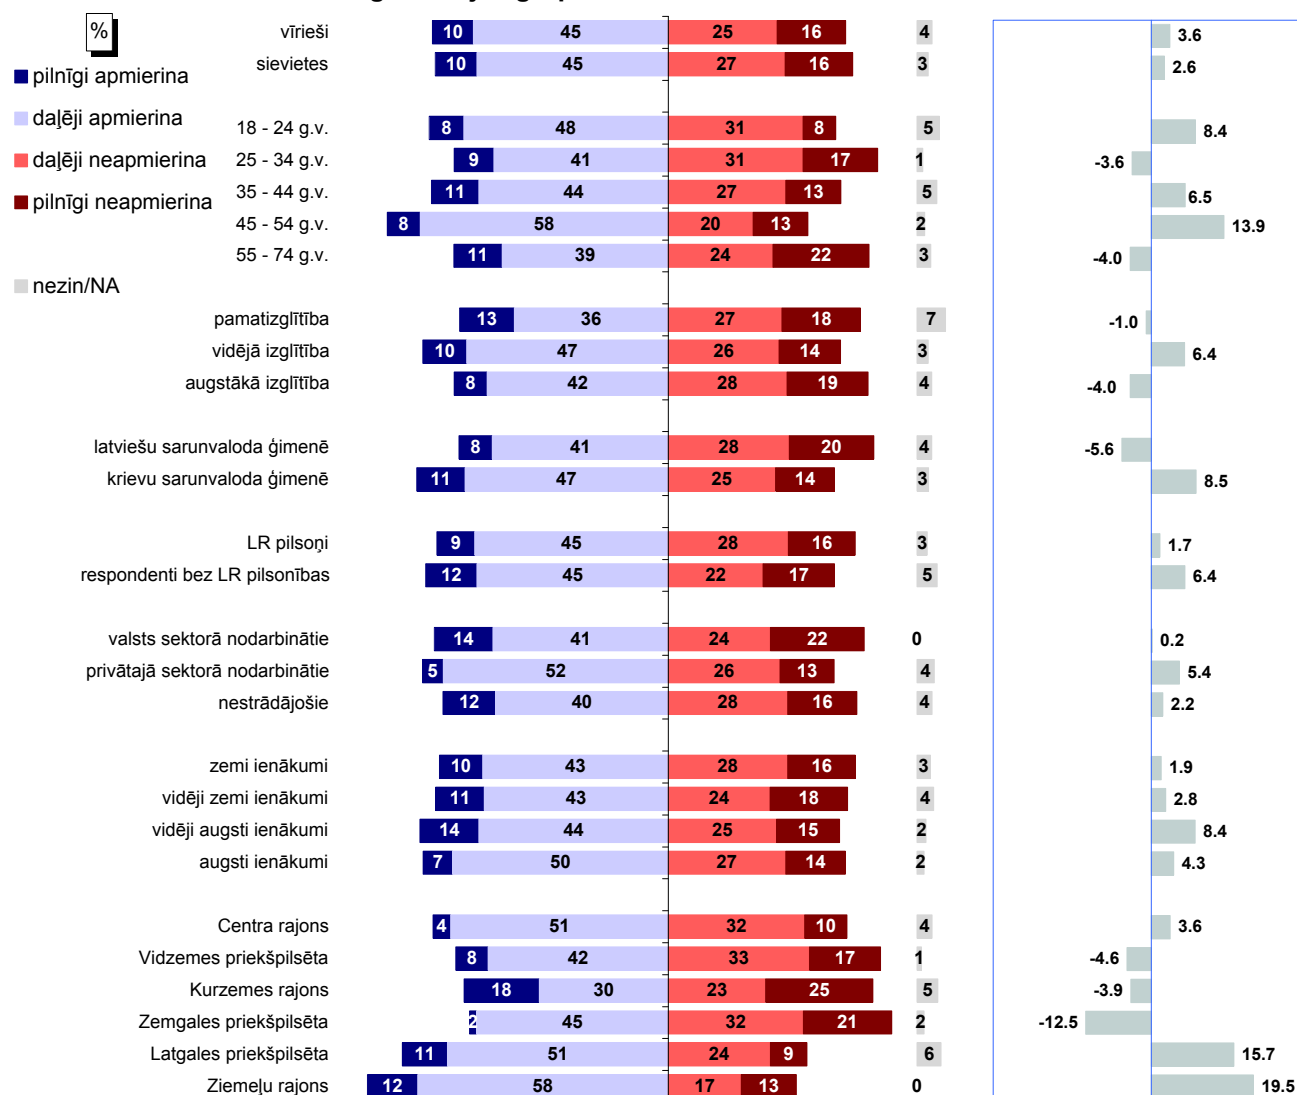 %
pilnīgi apmierina
daļēji apmierina
daļēji neapmierina
pilnīgi neapmierina
nezin/NA
vīrieši 10 45 25 16 4 3.6
sievietes 10 45 27 16 3 2.6
18 - 24 g.v. 8 48 31 8 5 8.4
25 - 34 g.v. 9 41 31 17 1 -3.6
35 - 44 g.v. 11 44 27 13 5 6.5
45 - 54 g.v. 8 58 20 13 2 13.9
55 - 74 g.v. 11 39 24 22 3 -4.0
pamatizglītība 13 36 27 18 7 -1.0
vidējā izglītība 10 47 26 14 3 6.4
augstākā izglītība 8 42 28 19 4 -4.0
latviešu sarunvaloda ģimenē 8 41 28 20 4 -5.6
krievu sarunvaloda ģimenē 11 47 25 14 3 8.5
LR pilsoņi 9 45 28 16 3 1.7
respondenti bez LR pilsonības 12 45 22 17 5 6.4
valsts sektorā nodarbinātie 14 41 24 22 0 0.2
privātajā sektorā nodarbinātie 5 52 26 13 4 5.4
nestrādājošie 12 40 28 16 4 2.2
zemi ienākumi 10 43 28 16 3 1.9
vidēji zemi ienākumi 11 43 24 18 4 2.8
vidēji augsti ienākumi 14 44 25 15 2 8.4
augsti ienākumi 7 50 27 14 2 4.3
Centra rajons 4 51 32 10 4 3.6
Vidzemes priekšpilsēta 8 42 33 17 1 -4.6
Kurzemes rajons 18 30 23 25 5 -3.9
Zemgales priekšpilsēta 2 45 32 21 2 -12.5
Latgales priekšpilsēta 11 51 24 9 6 15.7
Ziemeļu rajons 12 58 17 13 0 19.5